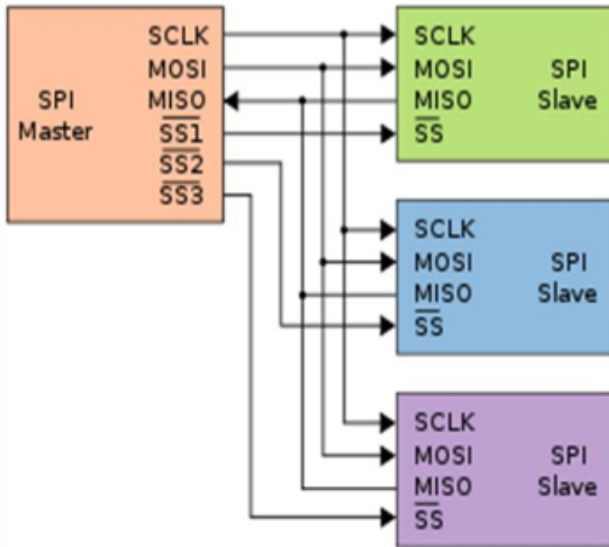 SCLK
MOSI
MISO
SS1
SS2
SS3
SPI
Master
SCLK
MOSI
MISO
SS
SPI
Slave
SCLK
MOSI
MISO
SS
SPI
Slave
SCLK
MOSI
MISO
SS
SPI
Slave